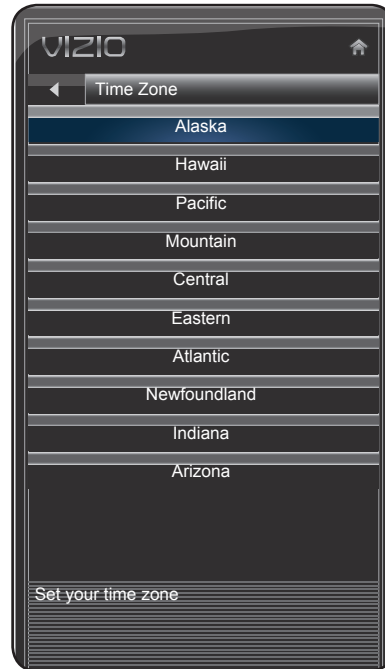 VIZIO
Time Zone
Alaska
Hawaii
Pacific
Mountain
Central
Eastern
Atlantic
Newfoundland
Indiana
Arizona
Set your time zone